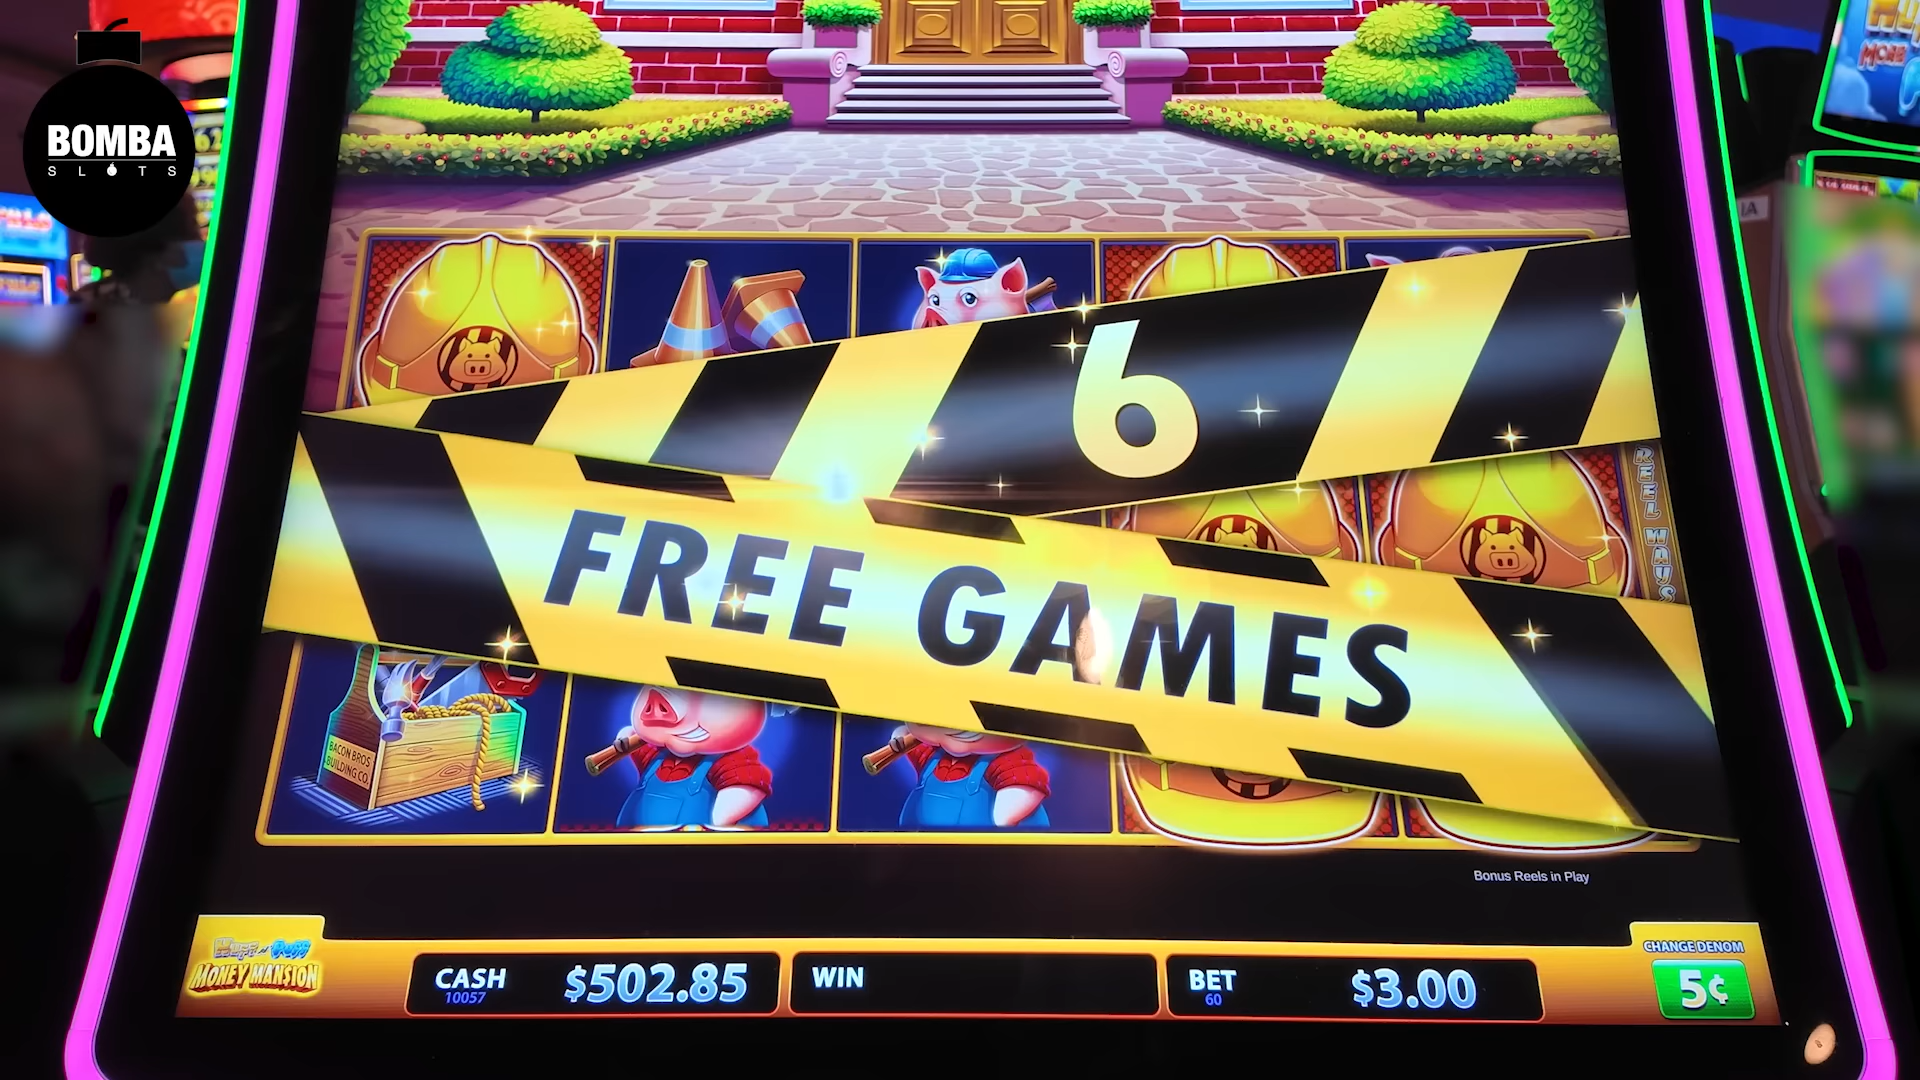 BOMBA
SLOTS
6
FREE GAMES
REEL WAYS
BACON BROS
BUILDING CO.
Bonus Reels in Play
Huff n' Puff
MONEY MANSION
CASH
10057
$502.85
WIN
BET
60
$3.00
CHANGE DENOM
5¢
IA